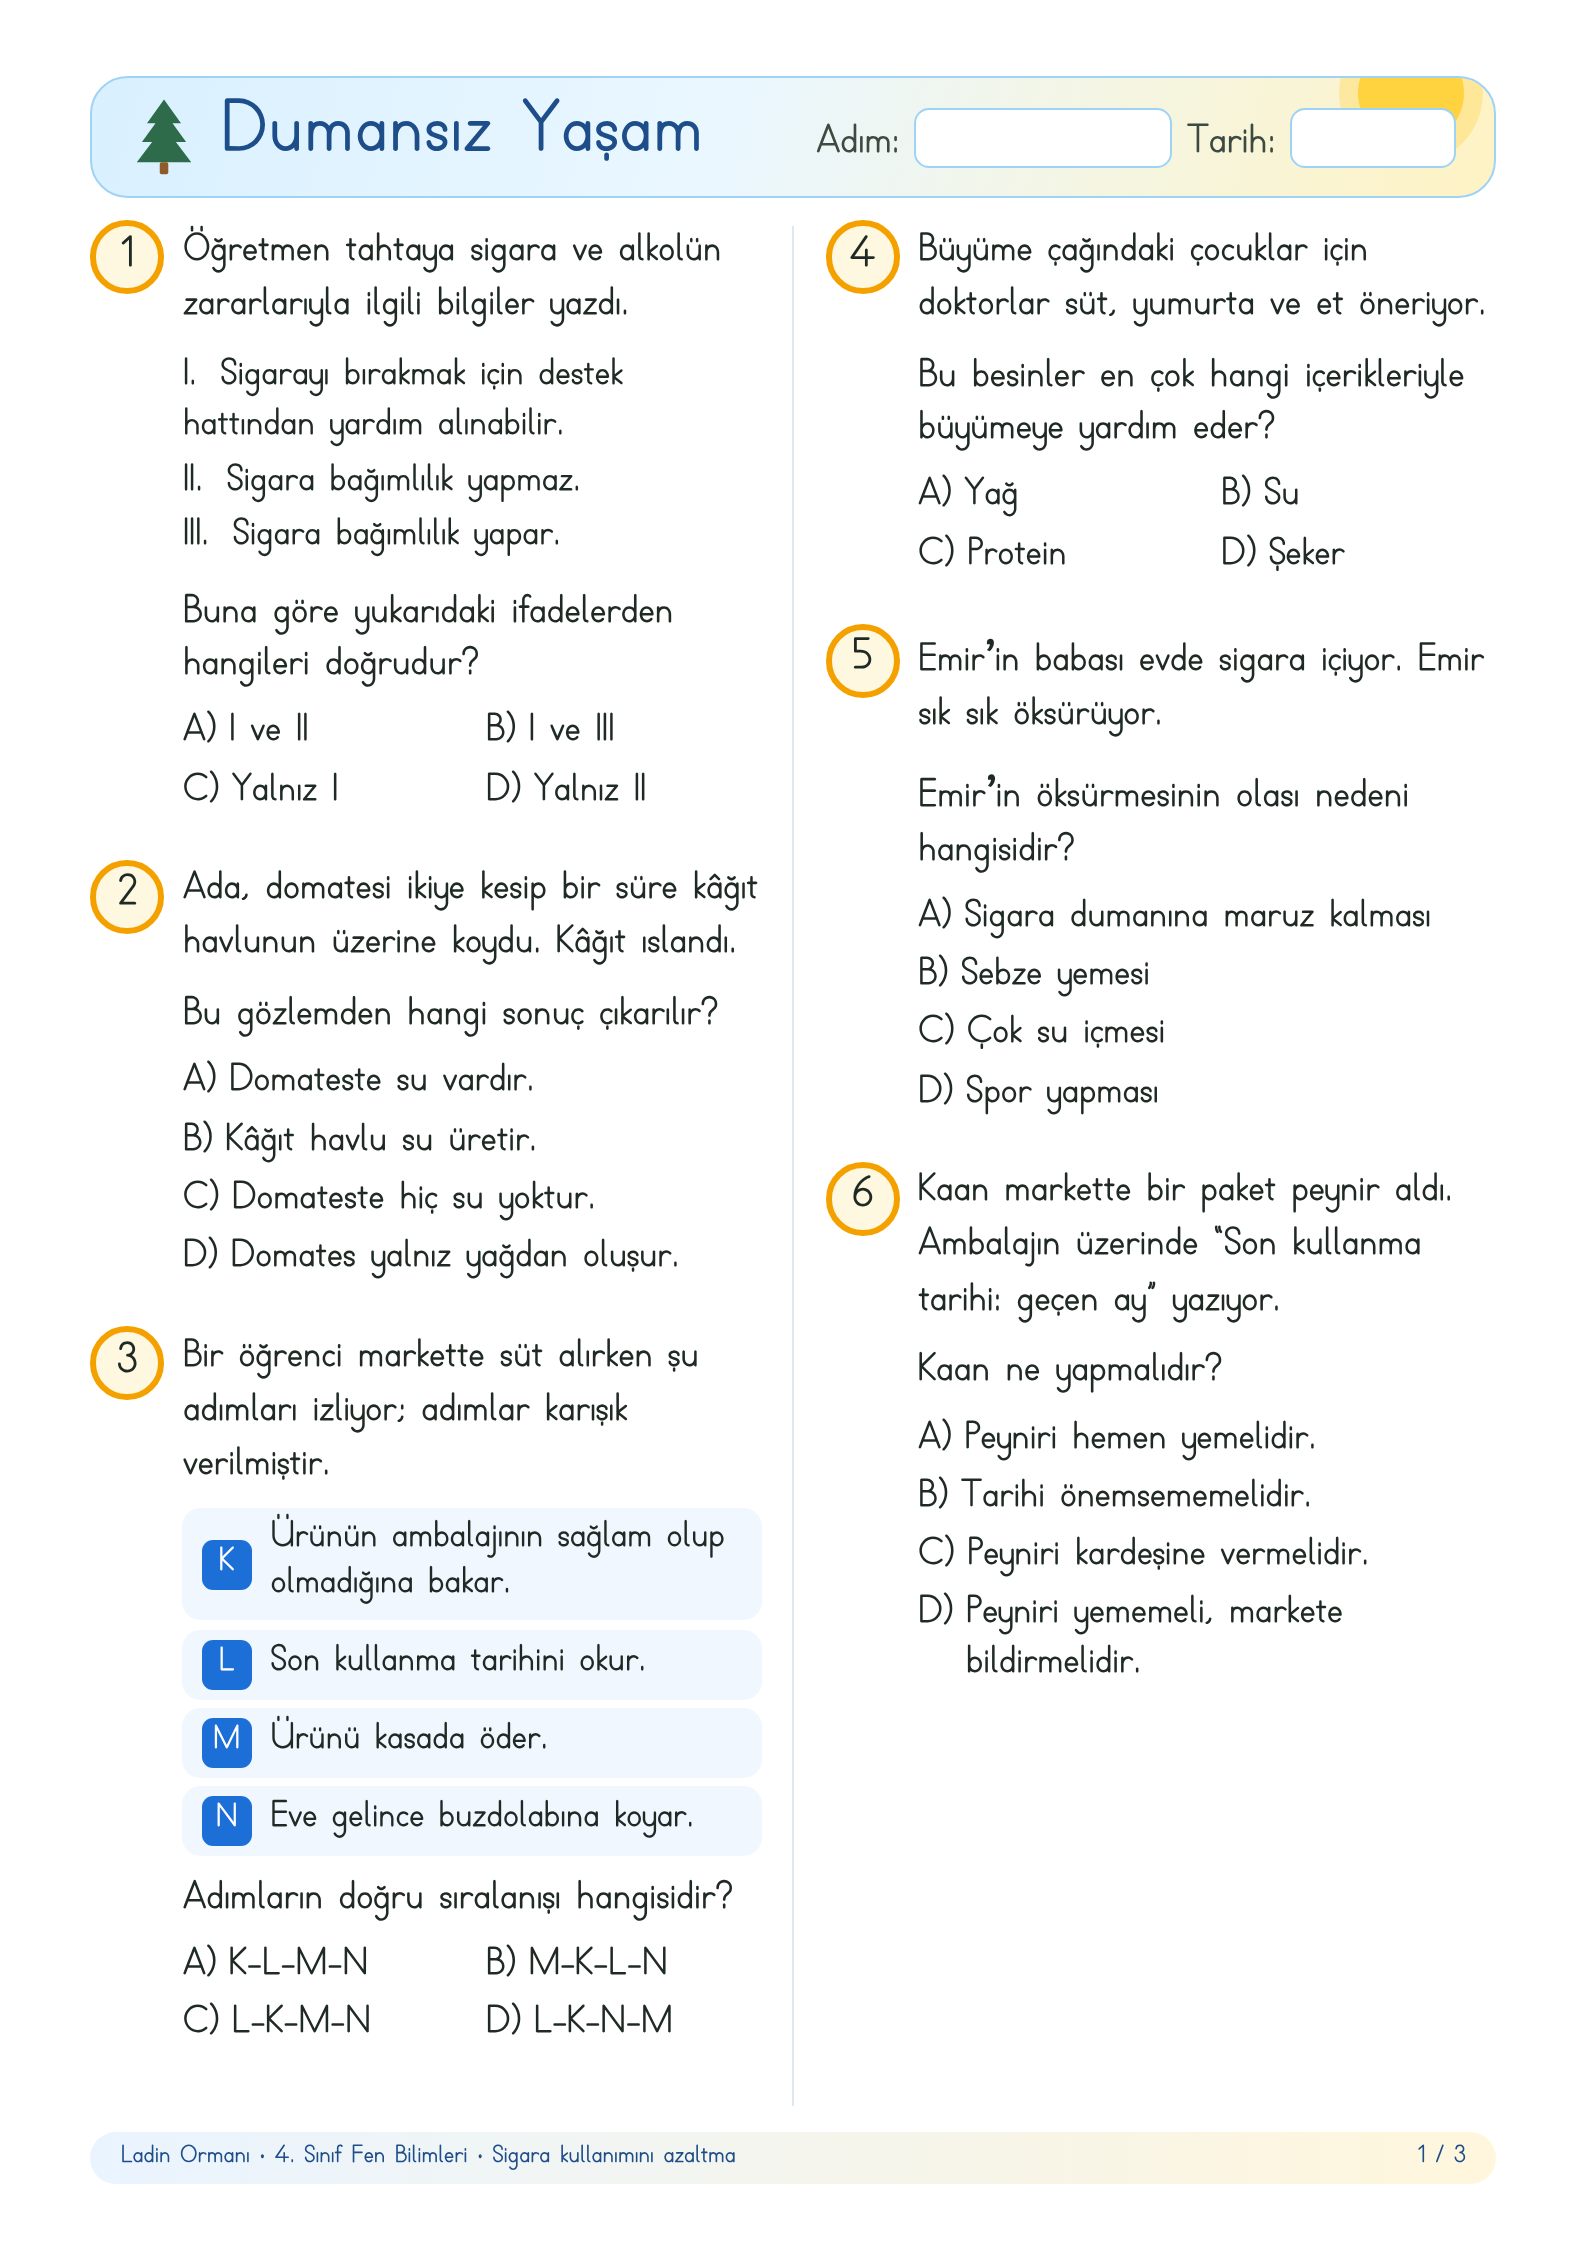 Dumansız Yaşam
Adım:
Tarih:
1
Öğretmen tahtaya sigara ve alkolün
zararlarıyla ilgili bilgiler yazdı.
I. Sigarayı bırakmak için destek
hattından yardım alınabilir.
II. Sigara bağımlılık yapmaz.
III. Sigara bağımlılık yapar.
Buna göre yukarıdaki ifadelerden
hangileri doğrudur?
A) I ve II
B) I ve III
C) Yalnız I
D) Yalnız II
2
Ada, domatesi ikiye kesip bir süre kâğıt
havlunun üzerine koydu. Kâğıt ıslandı.
Bu gözlemden hangi sonuç çıkarılır?
A) Domateste su vardır.
B) Kâğıt havlu su üretir.
C) Domateste hiç su yoktur.
D) Domates yalnız yağdan oluşur.
3
Bir öğrenci markette süt alırken şu
adımları izliyor; adımlar karışık
verilmiştir.
K
Ürünün ambalajının sağlam olup
olmadığına bakar.
L
Son kullanma tarihini okur.
M
Ürünü kasada öder.
N
Eve gelince buzdolabına koyar.
Adımların doğru sıralanışı hangisidir?
A) K-L-M-N
B) M-K-L-N
C) L-K-M-N
D) L-K-N-M
4
Büyüme çağındaki çocuklar için
doktorlar süt, yumurta ve et öneriyor.
Bu besinler en çok hangi içerikleriyle
büyümeye yardım eder?
A) Yağ
B) Su
C) Protein
D) Şeker
5
Emir’in babası evde sigara içiyor. Emir
sık sık öksürüyor.
Emir’in öksürmesinin olası nedeni
hangisidir?
A) Sigara dumanına maruz kalması
B) Sebze yemesi
C) Çok su içmesi
D) Spor yapması
6
Kaan markette bir paket peynir aldı.
Ambalajın üzerinde “Son kullanma
tarihi: geçen ay” yazıyor.
Kaan ne yapmalıdır?
A) Peyniri hemen yemelidir.
B) Tarihi önemsememelidir.
C) Peyniri kardeşine vermelidir.
D) Peyniri yememeli, markete
bildirmelidir.
Ladin Ormanı • 4. Sınıf Fen Bilimleri • Sigara kullanımını azaltma
1 / 3